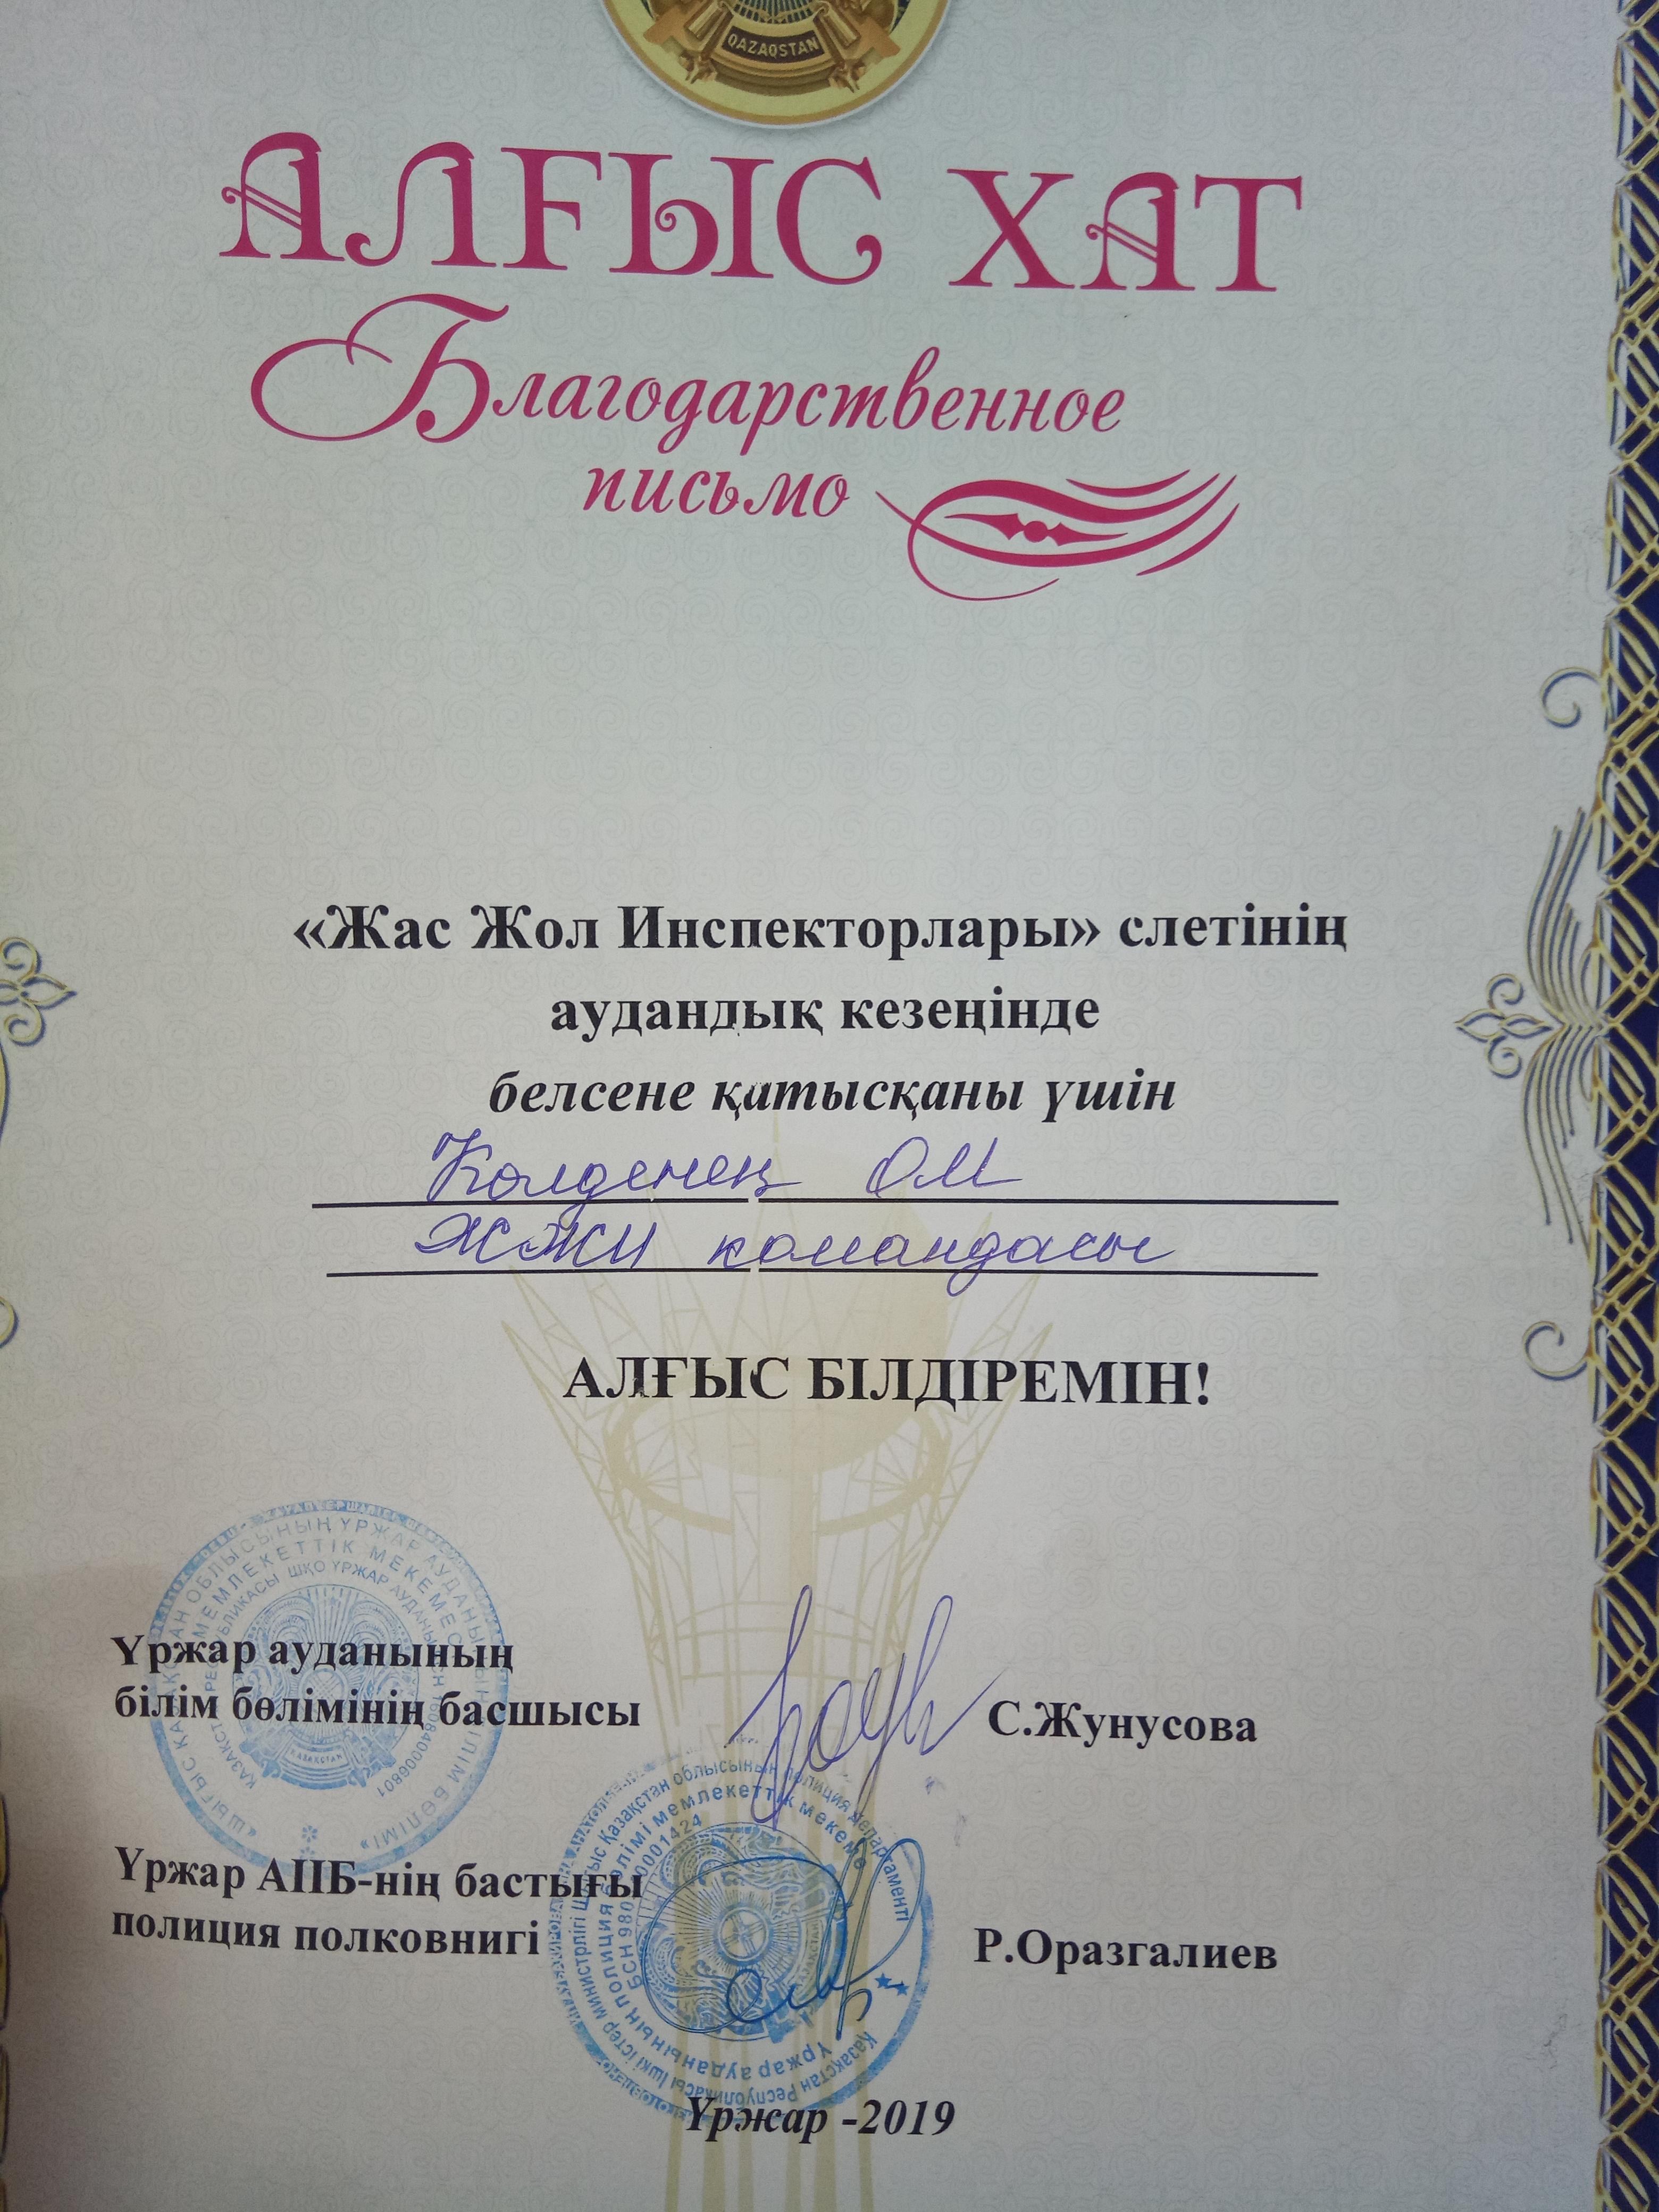 QAZAQSTAN
АЛҒЫС ХАТ
Благодарственное
письмо
«Жас Жол Инспекторлары» слетінің
аудандық кезеңінде
белсене қатысқаны үшін
Көлденең ОМ
ЖЖИ командасы
АЛҒЫС БІЛДІРЕМІН!
Үржар ауданының
білім бөлімінің басшысы
С.Жунусова
Үржар АПБ-нің бастығы
полиция полковнигі
Р.Оразгалиев
Үржар -2019